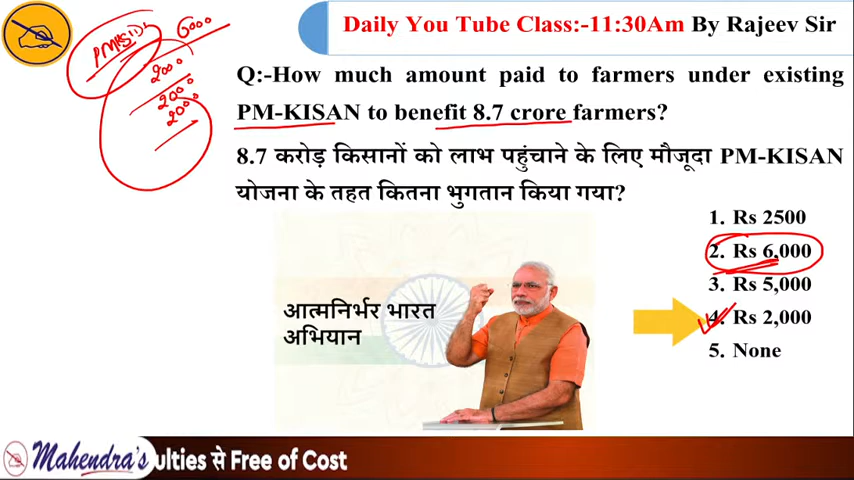 Daily You Tube Class:-11:30Am By Rajeev Sir
6000
PMKSN
2000
2000
2000
Q:-How much amount paid to farmers under existing
PM-KISAN to benefit 8.7 crore farmers?
8.7 करोड़ किसानों को लाभ पहुंचाने के लिए मौजूदा PM-KISAN
योजना के तहत कितना भुगतान किया गया?
1. Rs 2500
2. Rs 6,000
3. Rs 5,000
4. Rs 2,000
5. None
आत्मनिर्भर भारत
अभियान
Mahendra's ulties से Free of Cost